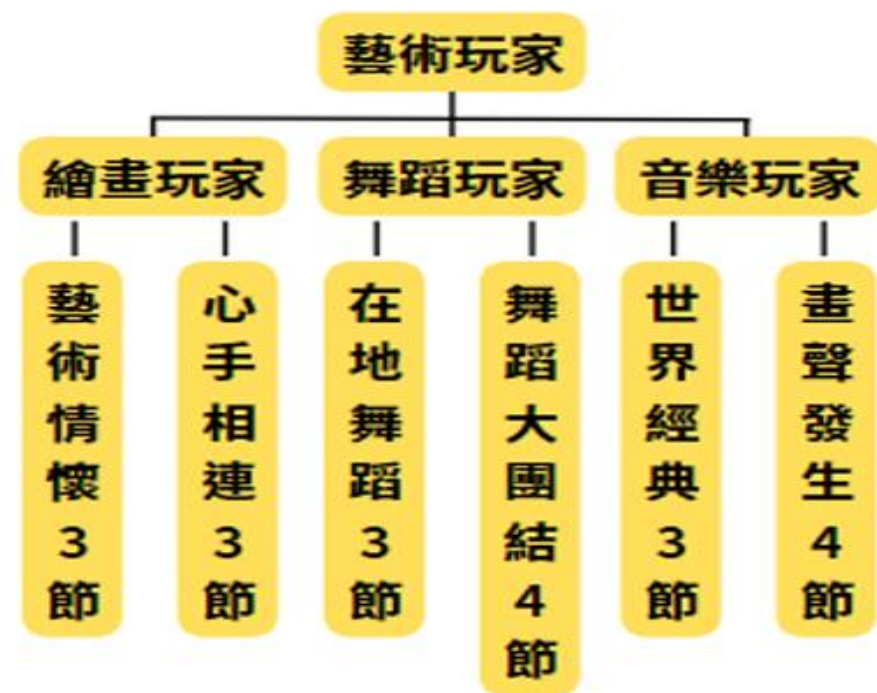 藝術玩家
繪畫玩家
舞蹈玩家
音樂玩家
藝術情懷3節
心手相連3節
在地舞蹈3節
舞蹈大團結4節
世界經典3節
畫聲發生4節